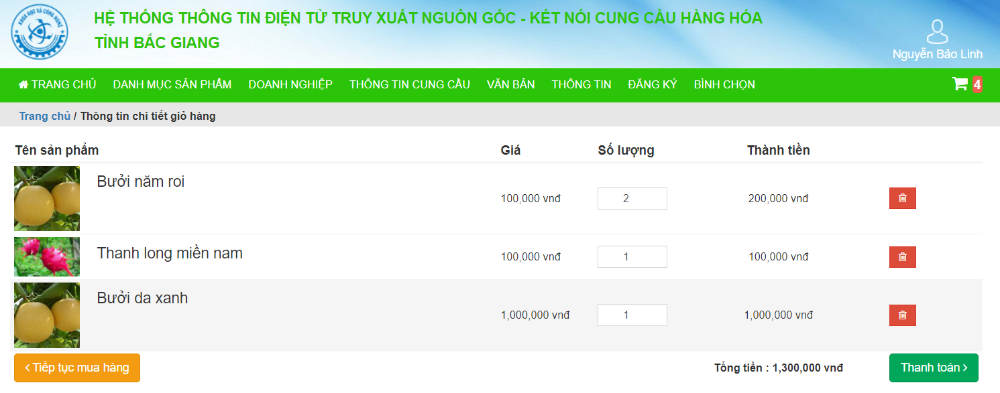 KHOA HỌC VÀ CÔNG NGHỆ
HỆ THỐNG THÔNG TIN ĐIỆN TỬ TRUY XUẤT NGUỒN GỐC - KẾT NỐI CUNG CẦU HÀNG HÓA
TỈNH BẮC GIANG
Nguyễn Bảo Linh
TRANG CHỦ DANH MỤC SẢN PHẨM DOANH NGHIỆP THÔNG TIN CUNG CẦU VĂN BẢN THÔNG TIN ĐĂNG KÝ BÌNH CHỌN 4
Trang chủ / Thông tin chi tiết giỏ hàng
Tên sản phẩm Giá Số lượng Thành tiền
Bưởi năm roi
100,000 vnđ 2 200,000 vnđ
Thanh long miền nam
100,000 vnđ 1 100,000 vnđ
Bưởi da xanh
1,000,000 vnđ 1 1,000,000 vnđ
‹ Tiếp tục mua hàng Tổng tiền : 1,300,000 vnđ Thanh toán ›